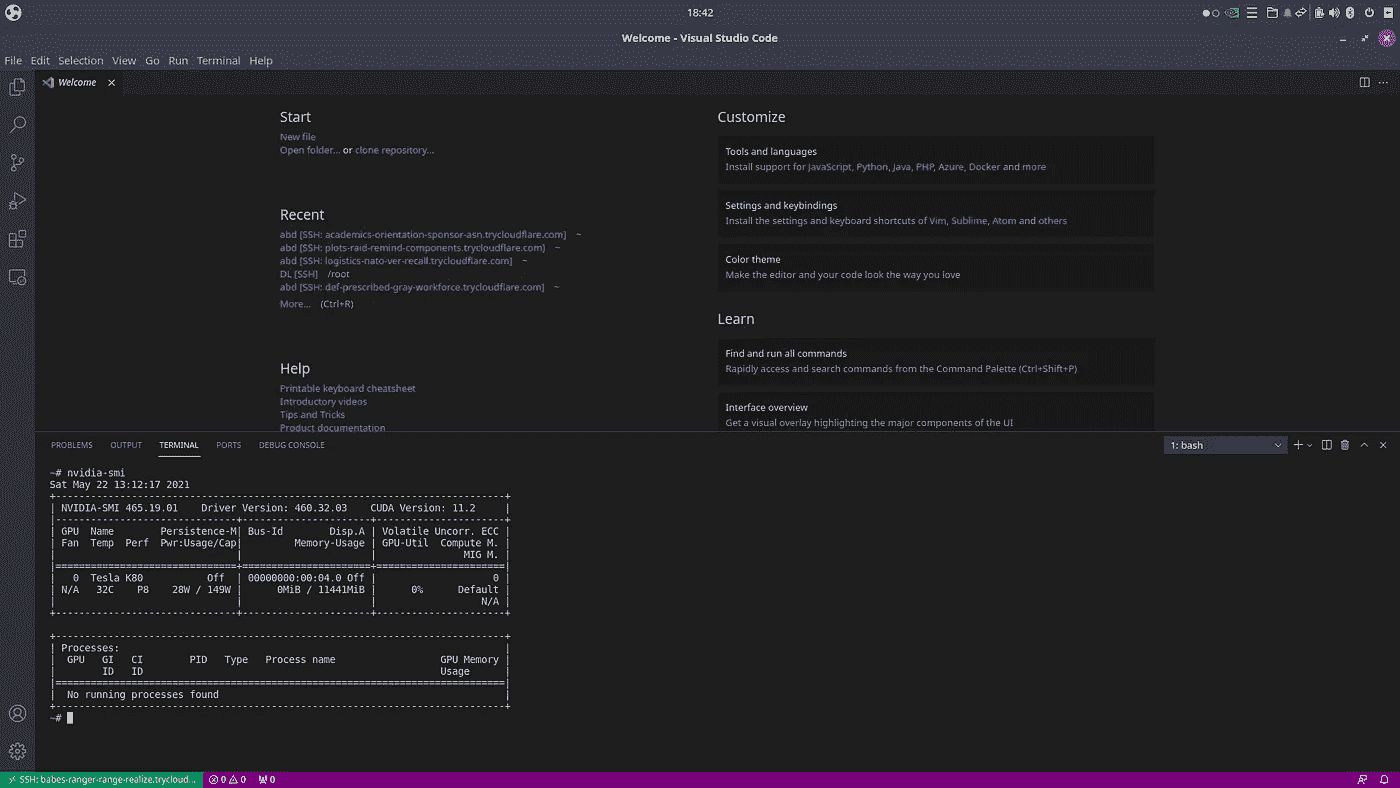 18:42
Welcome - Visual Studio Code
File Edit Selection View Go Run Terminal Help
Welcome
Start
New file
Open folder... or clone repository...
Recent
abd [SSH: academics-orientation-sponsor-asn.trycloudflare.com] ~
abd [SSH: plots-raid-remind-components.trycloudflare.com] ~
abd [SSH: logistics-nato-ver-recall.trycloudflare.com] ~
DL [SSH] /root
abd [SSH: def-prescribed-gray-workforce.trycloudflare.com] ~
More... (Ctrl+R)
Help
Printable keyboard cheatsheet
Introductory videos
Tips and Tricks
Product documentation
Customize
Tools and languages
Install support for JavaScript, Python, Java, PHP, Azure, Docker and more
Settings and keybindings
Install the settings and keyboard shortcuts of Vim, Sublime, Atom and others
Color theme
Make the editor and your code look the way you love
Learn
Find and run all commands
Rapidly access and search commands from the Command Palette (Ctrl+Shift+P)
Interface overview
Get a visual overlay highlighting the major components of the UI
PROBLEMS OUTPUT TERMINAL PORTS DEBUG CONSOLE
1: bash
~# nvidia-smi
Sat May 22 13:12:17 2021
+-----------------------------------------------------------------------------+
| NVIDIA-SMI 465.19.01    Driver Version: 460.32.03    CUDA Version: 11.2     |
|-------------------------------+----------------------+----------------------+
| GPU  Name        Persistence-M| Bus-Id        Disp.A | Volatile Uncorr. ECC |
| Fan  Temp  Perf  Pwr:Usage/Cap|         Memory-Usage | GPU-Util  Compute M. |
|                               |                      |               MIG M. |
|===============================+======================+======================|
|   0  Tesla K80           Off  | 00000000:00:04.0 Off |                    0 |
| N/A   32C    P8    28W / 149W |      0MiB / 11441MiB |      0%      Default |
|                               |                      |                  N/A |
+-------------------------------+----------------------+----------------------+
+-----------------------------------------------------------------------------+
| Processes:                                                                  |
|  GPU   GI   CI        PID   Type   Process name                  GPU Memory |
|        ID   ID                                                   Usage      |
|=============================================================================|
|  No running processes found                                                 |
+-----------------------------------------------------------------------------+
~#
SSH: babes-ranger-range-realize.trycloud... 0 0 0